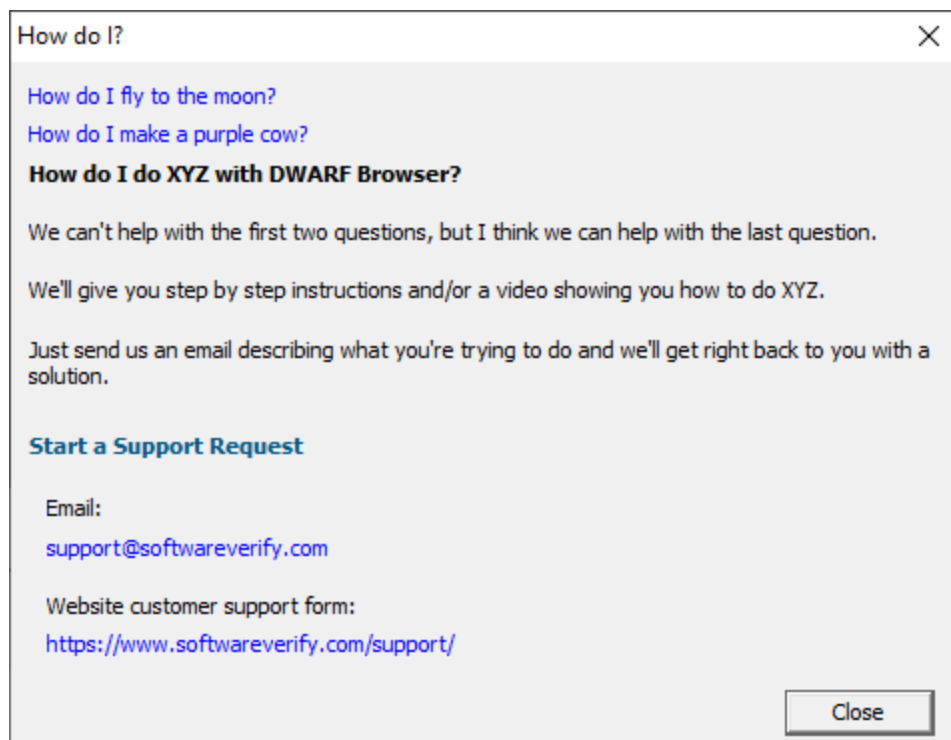 How do I?
How do I fly to the moon?
How do I make a purple cow?
How do I do XYZ with DWARF Browser?
We can't help with the first two questions, but I think we can help with the last question.
We'll give you step by step instructions and/or a video showing you how to do XYZ.
Just send us an email describing what you're trying to do and we'll get right back to you with a
solution.
Start a Support Request
Email:
support@softwareverify.com
Website customer support form:
https://www.softwareverify.com/support/
Close